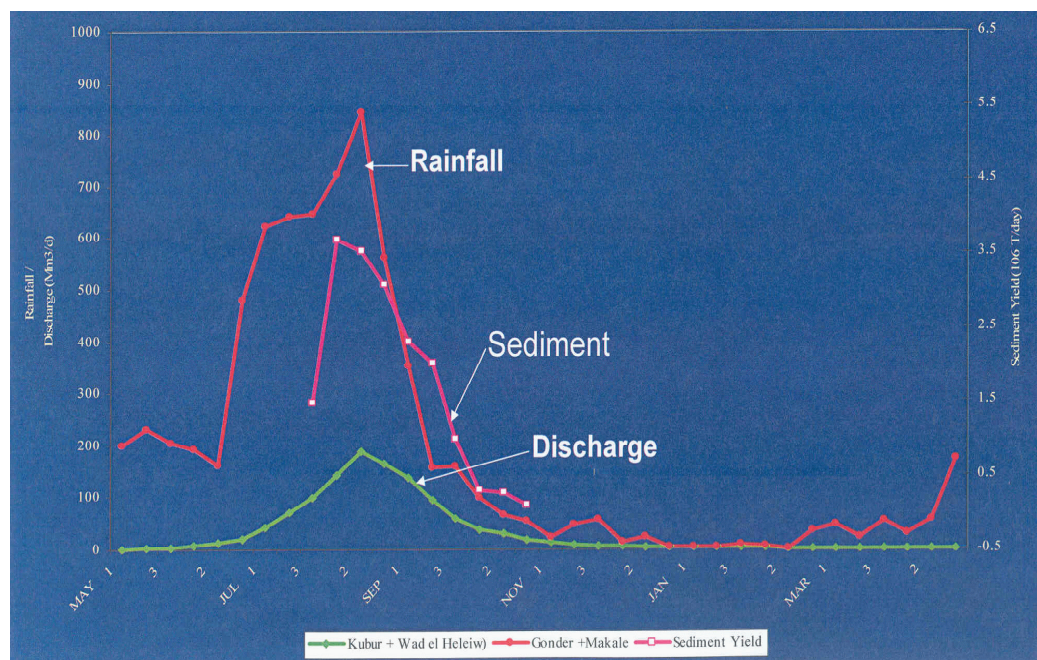 1000
900
800
700
600
500
400
300
200
100
0
Rainfall /
Discharge (Mm3/d)
6.5
5.5
4.5
3.5
2.5
1.5
0.5
-0.5
Sediment Yield (106 T/day)
Rainfall
Sediment
Discharge
MAY 1 3 2 JUL 1 3 2 SEP 1 3 2 NOV 1 3 2 JAN 1 3 2 MAR 1 3 2
Kubur + Wad el Heleiw) Gonder +Makale Sediment Yield